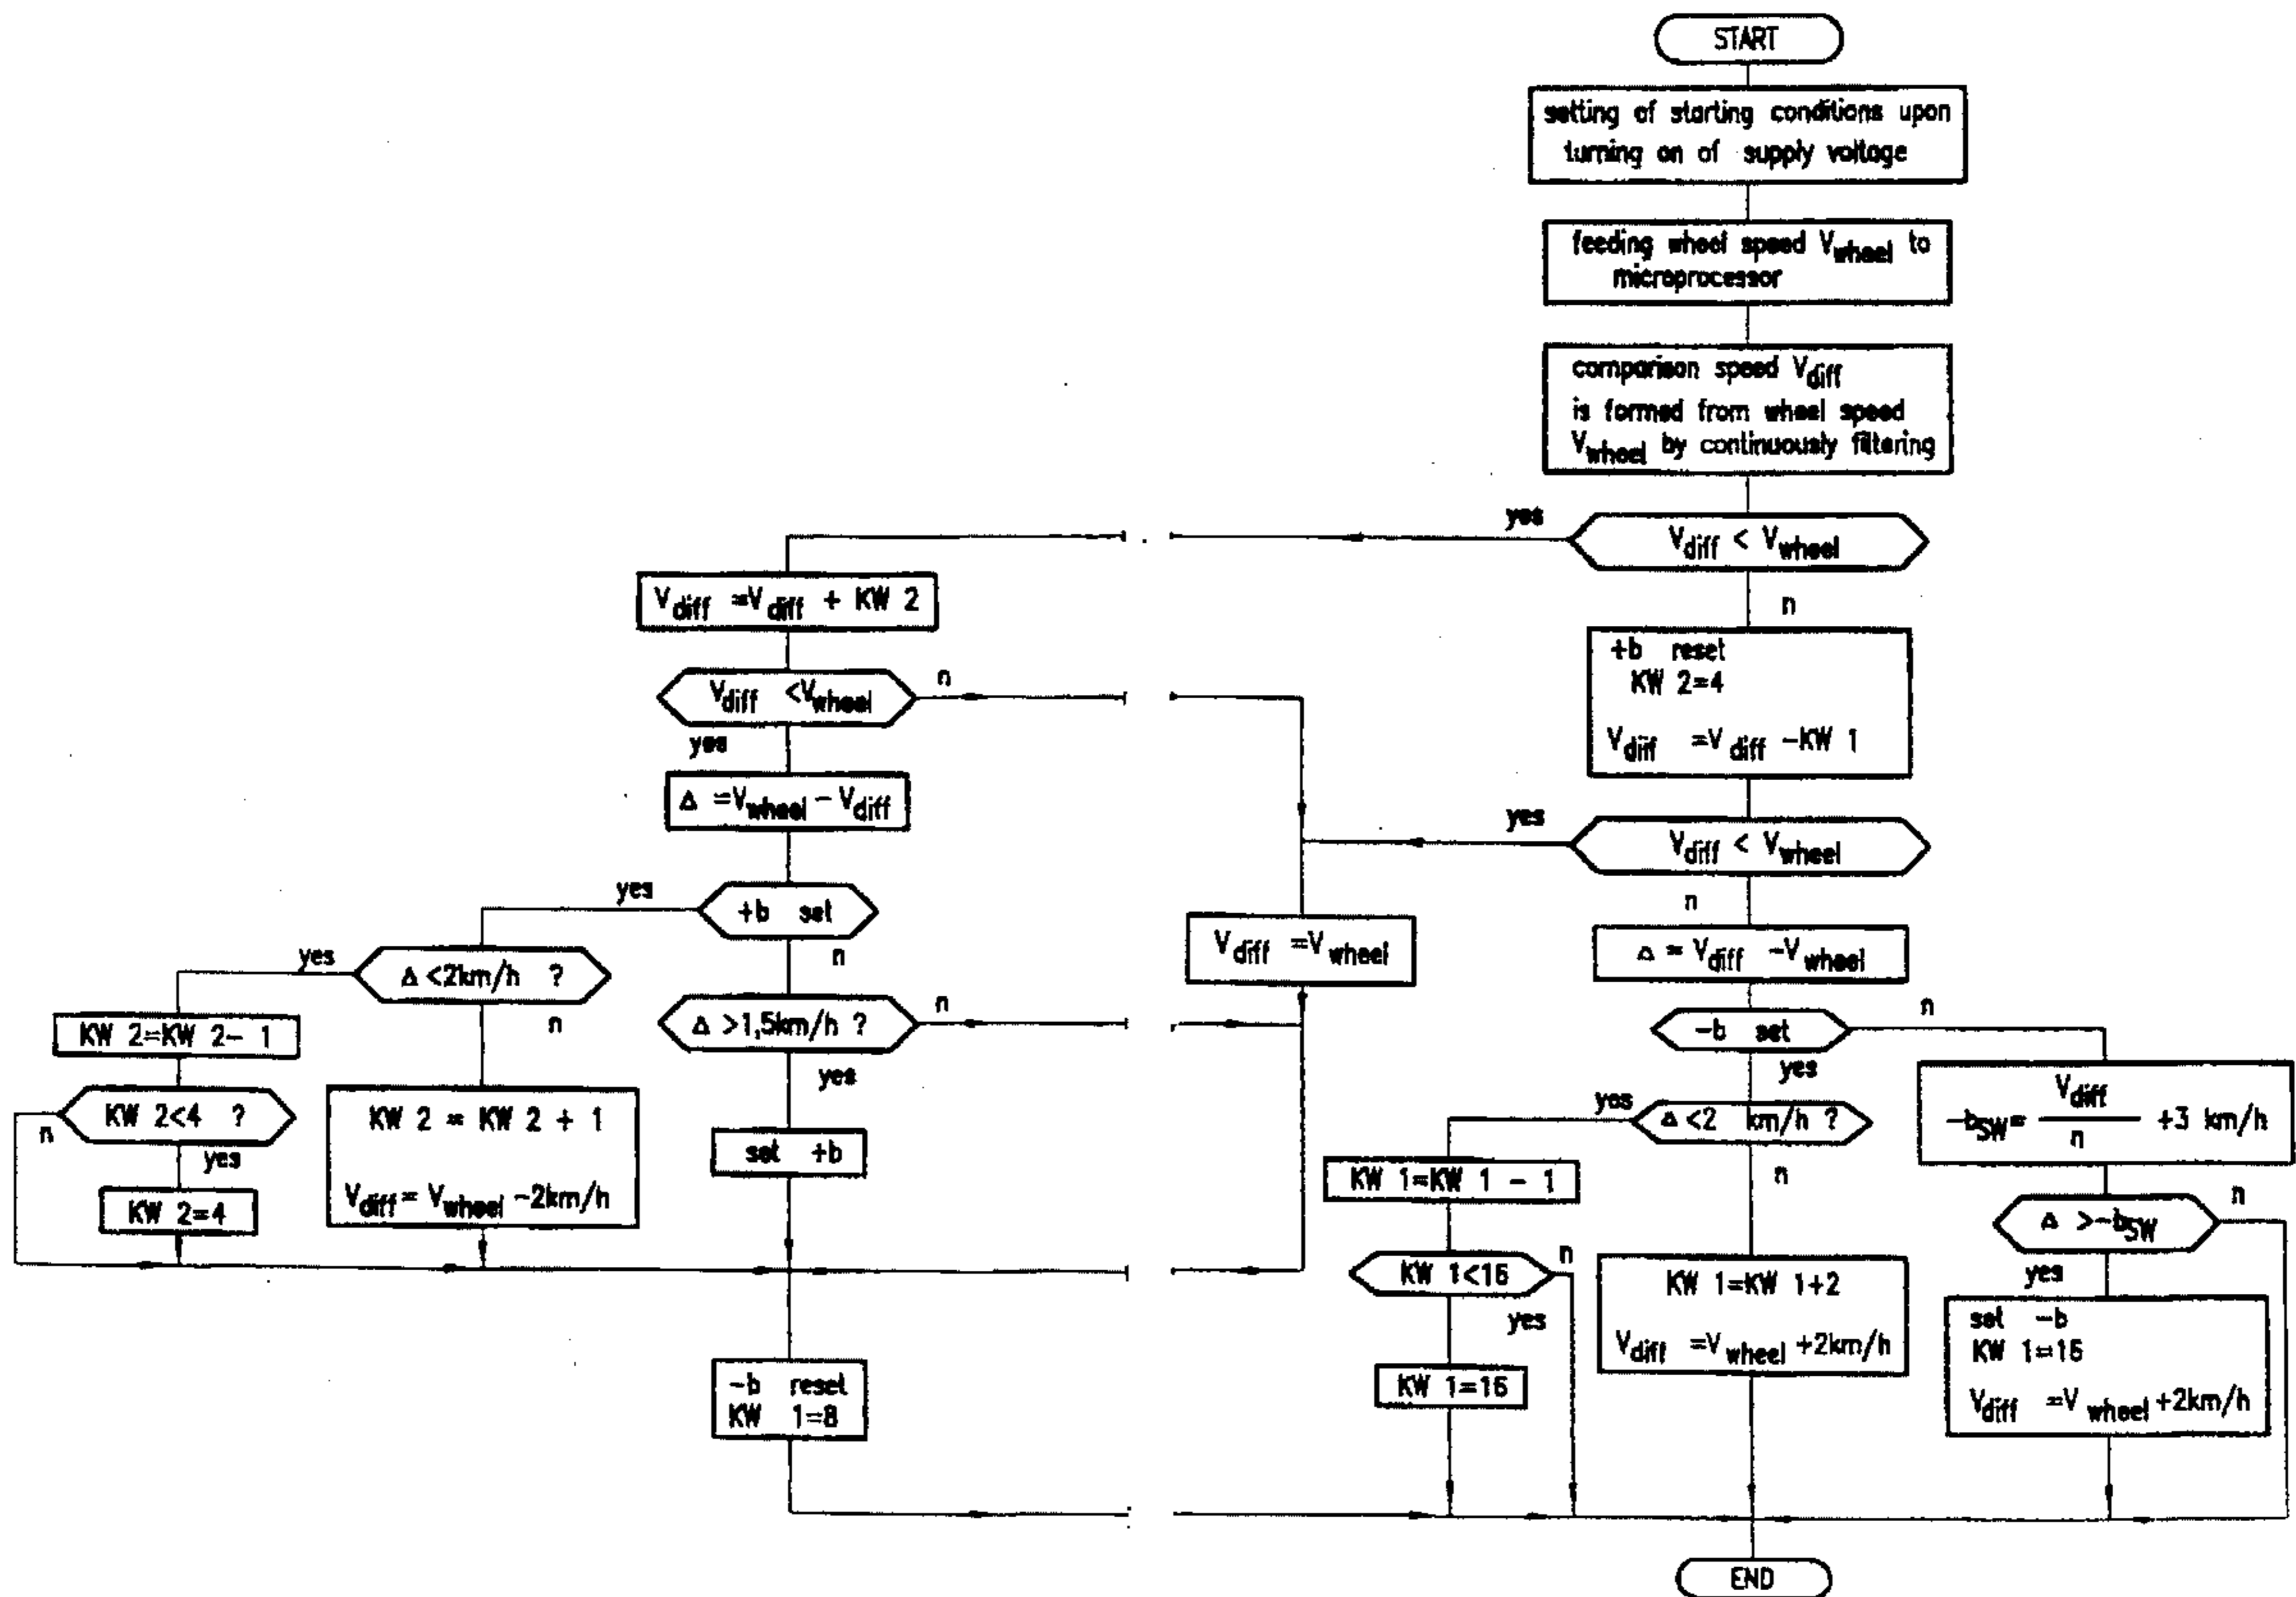 START
setting of starting conditions upon
turning on of supply voltage
feeding wheel speed Vwheel to
microprocessor
comparison speed Vdiff
is formed from wheel speed
Vwheel by continuously filtering
yes
Vdiff < Vwheel
n
Vdiff =Vdiff + KW 2
+b reset
KW 2=4
Vdiff =Vdiff -KW 1
Vdiff <Vwheel
n
yes
Δ =Vwheel - Vdiff
yes
Vdiff < Vwheel
n
yes
+b set
n
Vdiff =Vwheel
Δ = Vdiff -Vwheel
yes
Δ <2km/h ?
n
Δ >1,5km/h ?
n
yes
-b set
n
yes
KW 2=KW 2- 1
KW 2<4 ?
n
yes
KW 2=4
KW 2 = KW 2 + 1
Vdiff= Vwheel -2km/h
set +b
yes
Δ <2 km/h ?
n
-bSW= Vdiff
n
+3 km/h
KW 1=KW 1 - 1
Δ >-bSW
n
yes
KW 1<16
n
yes
KW 1=KW 1+2
Vdiff =Vwheel +2km/h
set -b
KW 1=16
Vdiff =Vwheel +2km/h
KW 1=16
-b reset
KW 1=8
END